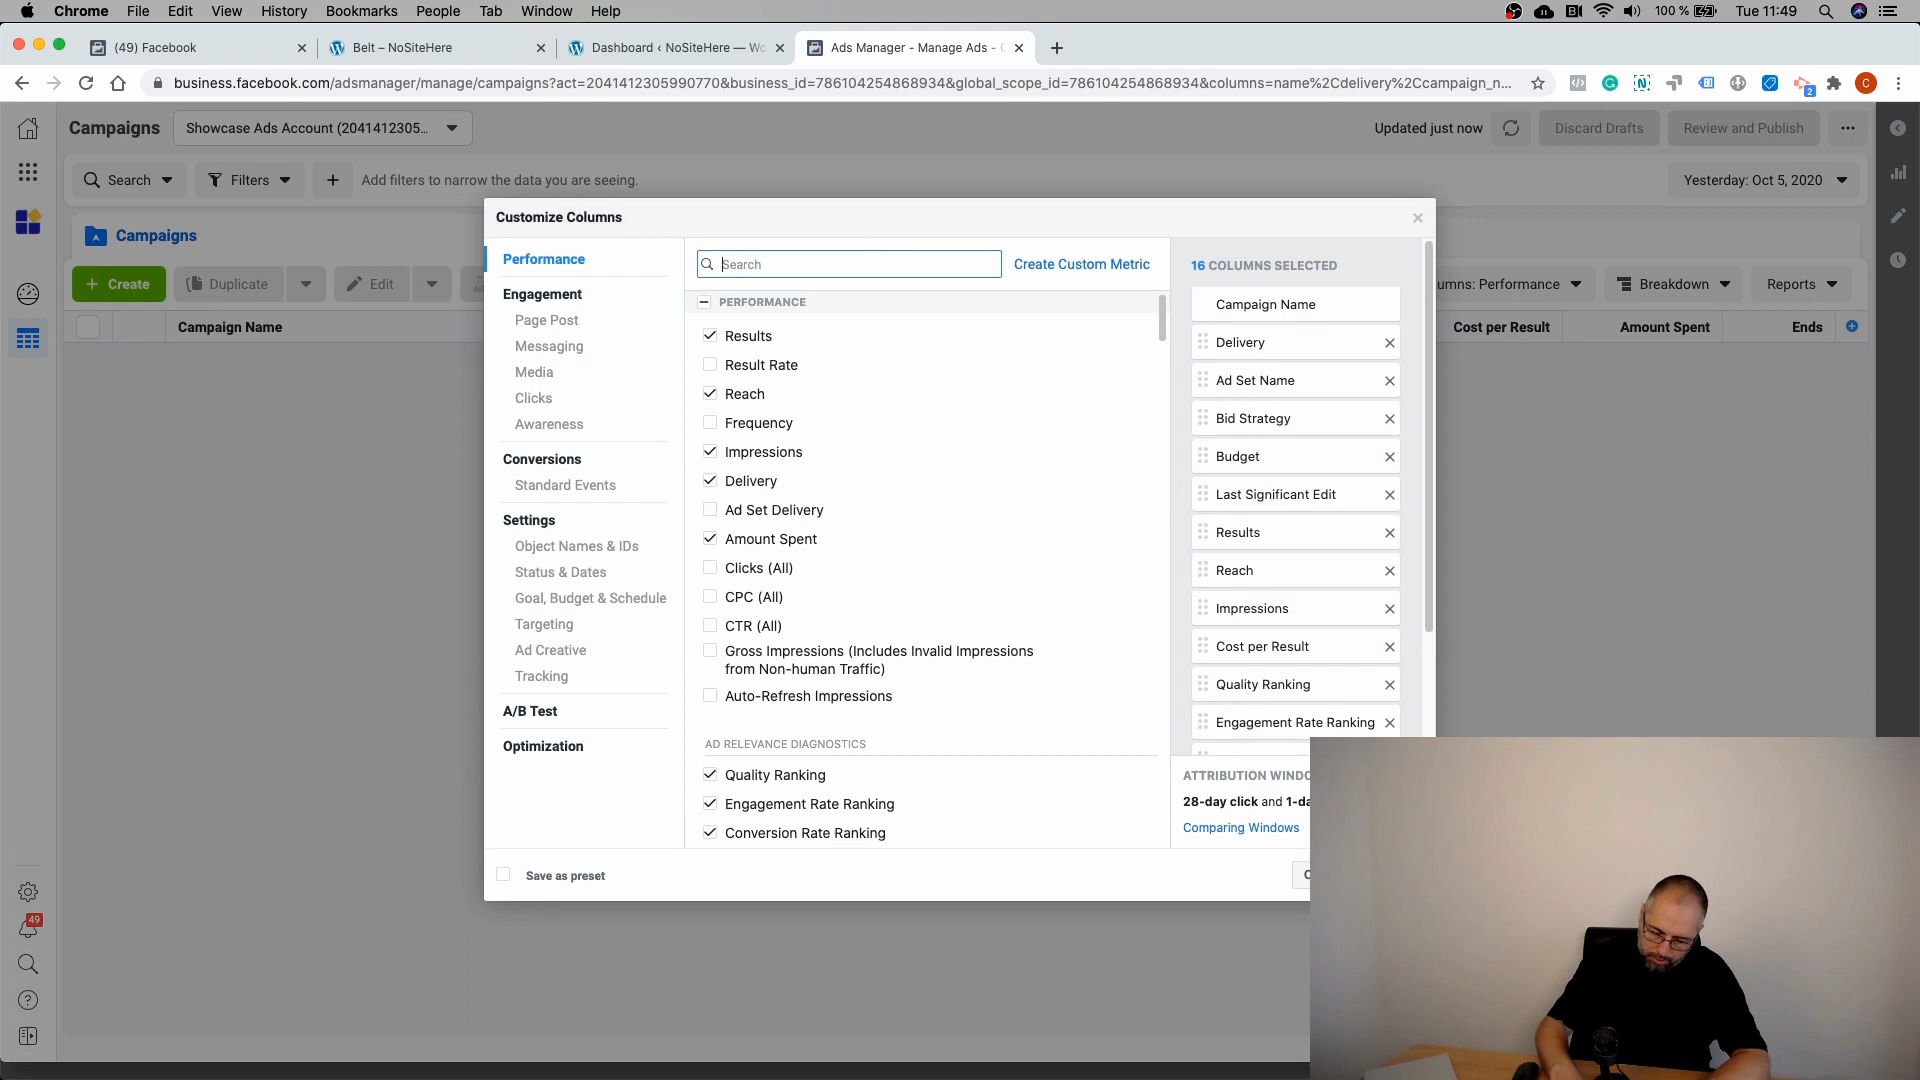 Chrome File Edit View History Bookmarks People Tab Window Help
100 % Tue 11:49
(49) Facebook
Belt – NoSiteHere
Dashboard ‹ NoSiteHere — Wo
Ads Manager - Manage Ads -
business.facebook.com/adsmanager/manage/campaigns?act=2041412305990770&business_id=786104254868934&global_scope_id=786104254868934&columns=name%2Cdelivery%2Ccampaign_n...
C
2
Campaigns
Showcase Ads Account (2041412305...
Updated just now
Discard Drafts
Review and Publish
Search
Filters
Add filters to narrow the data you are seeing.
Yesterday: Oct 5, 2020
Campaigns
+ Create
Duplicate
Edit
umns: Performance
Breakdown
Reports
Campaign Name
Cost per Result
Amount Spent
Ends
49
Customize Columns
Performance
Engagement
Page Post
Messaging
Media
Clicks
Awareness
Conversions
Standard Events
Settings
Object Names & IDs
Status & Dates
Goal, Budget & Schedule
Targeting
Ad Creative
Tracking
A/B Test
Optimization
Search
Create Custom Metric
PERFORMANCE
Results
Result Rate
Reach
Frequency
Impressions
Delivery
Ad Set Delivery
Amount Spent
Clicks (All)
CPC (All)
CTR (All)
Gross Impressions (Includes Invalid Impressions
from Non-human Traffic)
Auto-Refresh Impressions
AD RELEVANCE DIAGNOSTICS
Quality Ranking
Engagement Rate Ranking
Conversion Rate Ranking
16 COLUMNS SELECTED
Campaign Name
Delivery
Ad Set Name
Bid Strategy
Budget
Last Significant Edit
Results
Reach
Impressions
Cost per Result
Quality Ranking
Engagement Rate Ranking
ATTRIBUTION WINDO
28-day click and 1-da
Comparing Windows
Save as preset